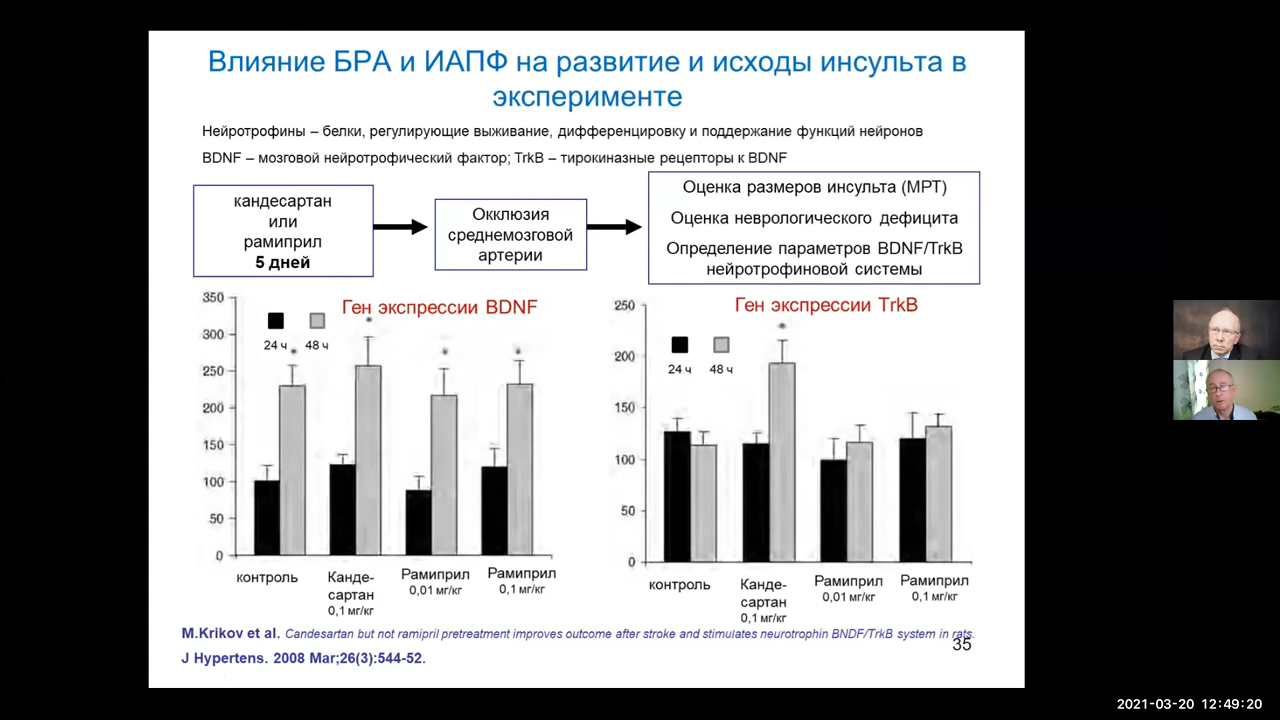 Влияние БРА и ИАПФ на развитие и исходы инсульта в
эксперименте
Нейротрофины – белки, регулирующие выживание, дифференцировку и поддержание функций нейронов
BDNF – мозговой нейротрофический фактор; TrkB – тирокиназные рецепторы к BDNF
кандесартан
или
рамиприл
5 дней
Окклюзия
среднемозговой
артерии
Оценка размеров инсульта (МРТ)
Оценка неврологического дефицита
Определение параметров BDNF/TrkB
нейротрофиновой системы
Ген экспрессии BDNF
24 ч 48 ч
350
300
250
200
150
100
50
0
* * * *
контроль
Канде-
сартан
0,1 мг/кг
Рамиприл
0,01 мг/кг
Рамиприл
0,1 мг/кг
Ген экспрессии TrkB
24 ч 48 ч
250
200
150
100
50
0
*
контроль
Канде-
сартан
0,1 мг/кг
Рамиприл
0,01 мг/кг
Рамиприл
0,1 мг/кг
M.Krikov et al. Candesartan but not ramipril pretreatment improves outcome after stroke and stimulates neurotrophin BNDF/TrkB system in rats.
J Hypertens. 2008 Mar;26(3):544-52.
35
2021-03-20 12:49:20